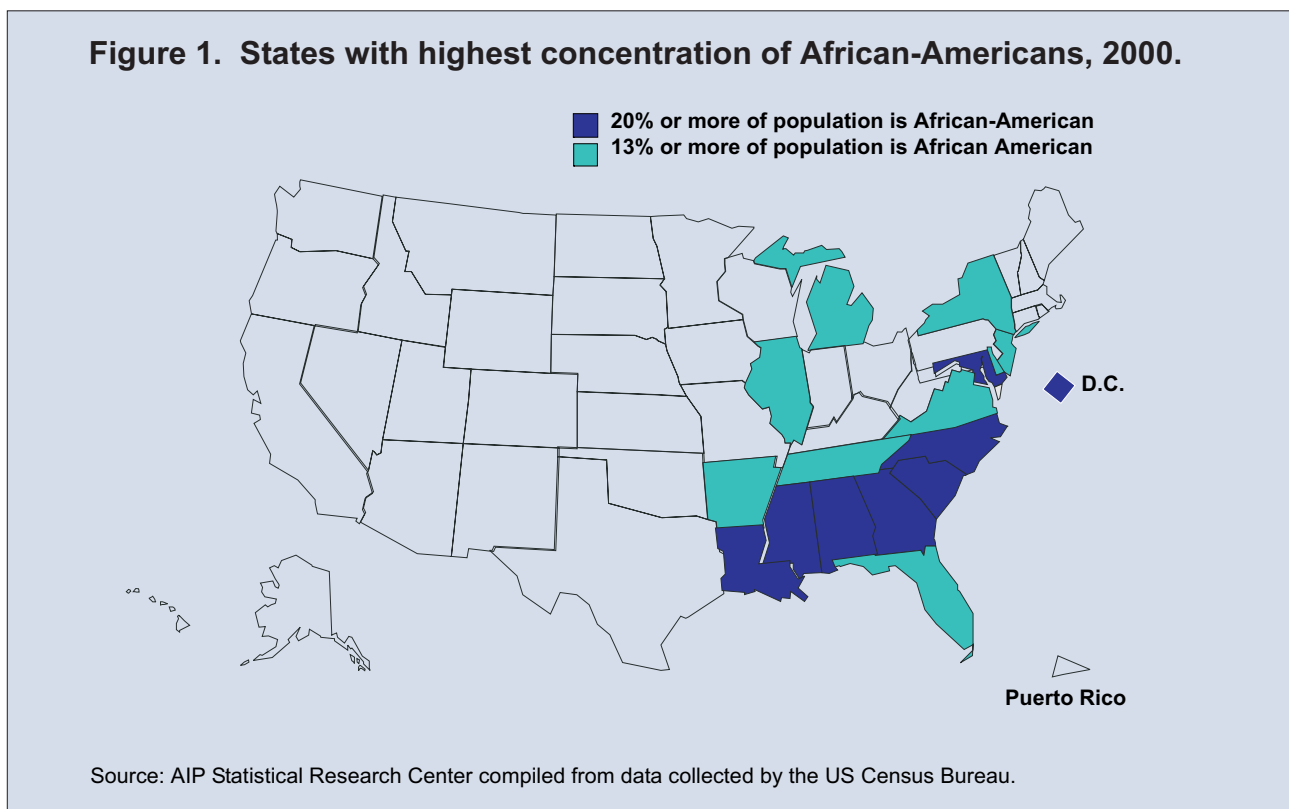 Figure 1. States with highest concentration of African-Americans, 2000.
20% or more of population is African-American
13% or more of population is African American
D.C.
Puerto Rico
Source: AIP Statistical Research Center compiled from data collected by the US Census Bureau.